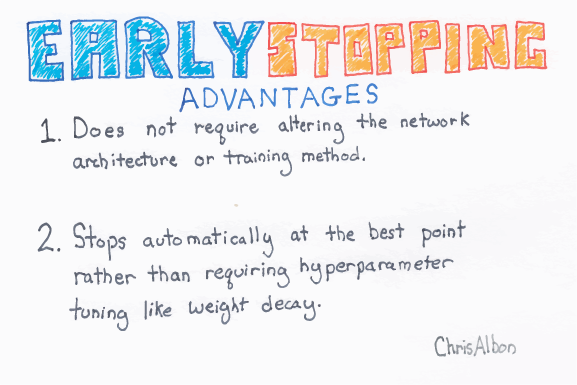 EARLY STOPPING
ADVANTAGES
1. Does not require altering the network
architecture or training method.
2. Stops automatically at the best point
rather than requiring hyperparameter
tuning like weight decay.
ChrisAlbon